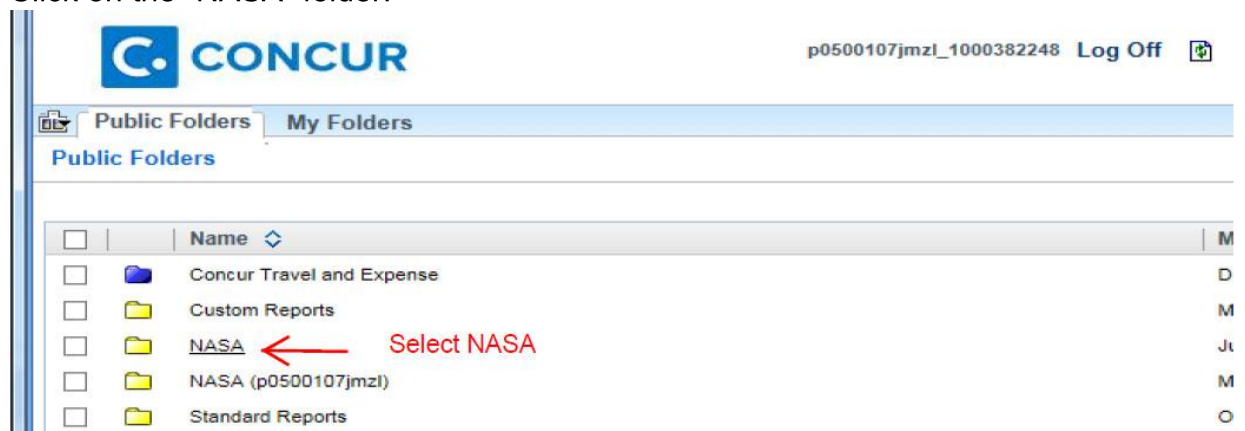 C. CONCUR
p0500107jmzl_1000382248 Log Off
Public Folders My Folders
Public Folders
Name M
Concur Travel and Expense D
Custom Reports M
NASA Select NASA Ju
NASA (p0500107jmzl) M
Standard Reports O